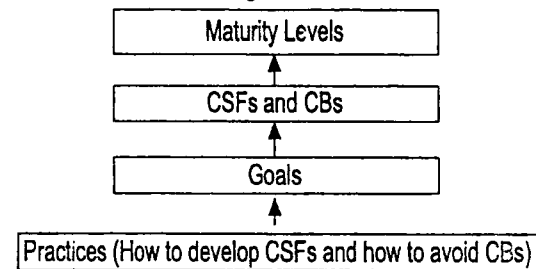 Maturity Levels
CSFs and CBs
Goals
Practices (How to develop CSFs and how to avoid CBs)